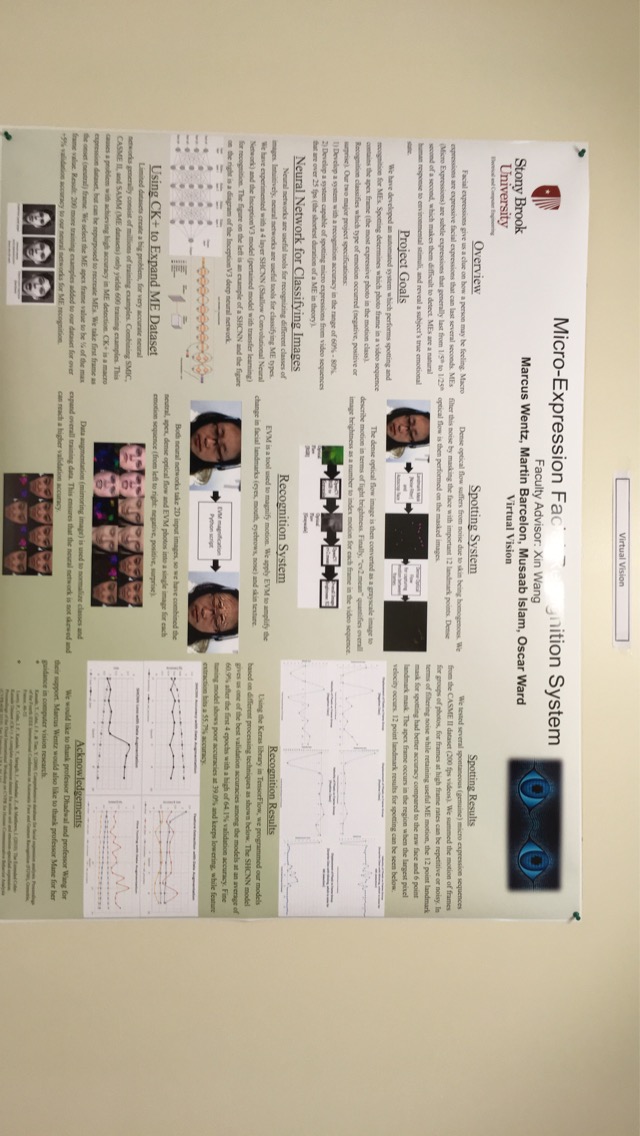 Virtual Vision
Micro-Expression Facial Recognition System
Faculty Advisor: Xin Wang
Marcus Wentz, Martin Barcelon, Musaab Islam, Oscar Ward
Virtual Vision
Stony Brook
University
Electrical and Computer Engineering
Overview
Facial expressions give us a clue on how a person may be feeling. Macro
expressions are expressive facial expressions that can last several seconds. MEs
(Micro Expressions) are subtle expressions that generally last from 1/5th to 1/25th
second of a second, which makes them difficult to detect. MEs are a natural
human response to environmental stimuli, and reveal a subject's true emotional
state.
Project Goals
We have developed an automated system which performs spotting and
recognition for MEs. Spotting determines which photo frame in a video sequence
contains the apex frame (the most expressive photo in the motion class).
Recognition classifies which type of emotion occurred (negative, positive or
surprise). Our two major project specifications:
1) Develop a system with a recognition accuracy in the range of 60% - 80%.
2) Develop a system capable of spotting micro expressions from video sequences
that are over 25 fps (the shortest duration of a ME in theory).
Neural Network for Classifying Images
Neural networks are useful tools for recognizing different classes of
images. Intuitively, neural networks are useful tools for classifying ME types.
We have experimented with a 4 layer SHCNN (Shallow Convolutional Neural
Network) and the InceptionV3 model (pertained model with transfer learning)
for recognition. The figure on the left is an example of a SHCNN and the figure
on the right is a diagram of the InceptionV3 deep neural network.
Using CK+ to Expand ME Dataset
Limited datasets create a big problem, for very accurate neural
networks generally consist of millions of training examples. Combining SMIC,
CASME II, and SAMM (ME datasets) only yields 600 training examples. This
causes a problem with achieving high accuracy in ME detection. CK+ is a macro
expression dataset, but can be repurposed to recreate MEs. We take first frame as
the onset (neutral) frame. We select the ME apex frame value to be ¼ of the max
frame value. Result: 200 more training examples added to our dataset for over
+5% validation accuracy to our neural networks for ME recognition.
Spotting System
Dense optical flow suffers from noise due to skin being homogenous. We
filter this noise by masking the face with important 12 landmark points. Dense
optical flow is then performed on the masked images.
Landmark Mask
(Noise Filter)
and
Autocrop Face
Dense Optical
Flow
for capturing
motion between
frames
The dense optical flow image is then converted as a grayscale image to
describe motion in terms of light brightness. Finally, "cv2.mean" quantifies overall
image brightness as a number to index motion for each frame in the video sequence.
Optical
Flow
(RGB)
Optical
Flow
(Grayscale)
Recognition System
EVM is a tool used to magnify motion. We apply EVM to amplify the
change in facial landmarks (eyes, mouth, eyebrows, nose) and skin texture.
EVM magnification
Python script
Both neural networks take 2D input images, so we have combined the
neutral, apex, dense optical flow and EVM photos into a single image for each
emotion sequence (from left to right: negative, positive, surprise).
Data augmentation (mirroring image) is used to normalize classes and
expand overall training data. This ensures that the neural network is not skewed and
can reach a higher validation accuracy.
Spotting Results
We tested several spontaneous (genuine) micro expression sequences
from the CASME II dataset (200 fps videos). We summed the motion of frames
for groups of photos, for frames at high frame rates can be repetitive or noisy. In
terms of filtering noise while retaining useful ME motion, the 12 point landmark
mask for spotting had better accuracy compared to the raw face and 6 point
landmark mask. The apex frame occurs in the region when the largest pixel
velocity occurs. 12 point landmark results for spotting can be seen below.
Recognition Results
Using the Keras library in TensorFlow, we programmed our models
based on different processing techniques as shown below. The SHCNN model
gives us one of the best validation accuracies among the models at an average of
60.9% after the first 4 epochs with a high of 64.1% validation accuracy. Fine
tuning model shows poor accuracies at 39.0% and keeps lowering, while feature
extraction hits a 55.7% accuracy.
SHCNN Accuracy with Data Augmentation
Feature Extraction with Data Augmentation
SHCNN Loss with Data Augmentation
Fine Tuning with Data Augmentation
Acknowledgements
We would like to thank professor Dhadwal and professor Wang for
their support. Marcus Wentz would also like to thank professor Mane for her
guidance in computer vision research.